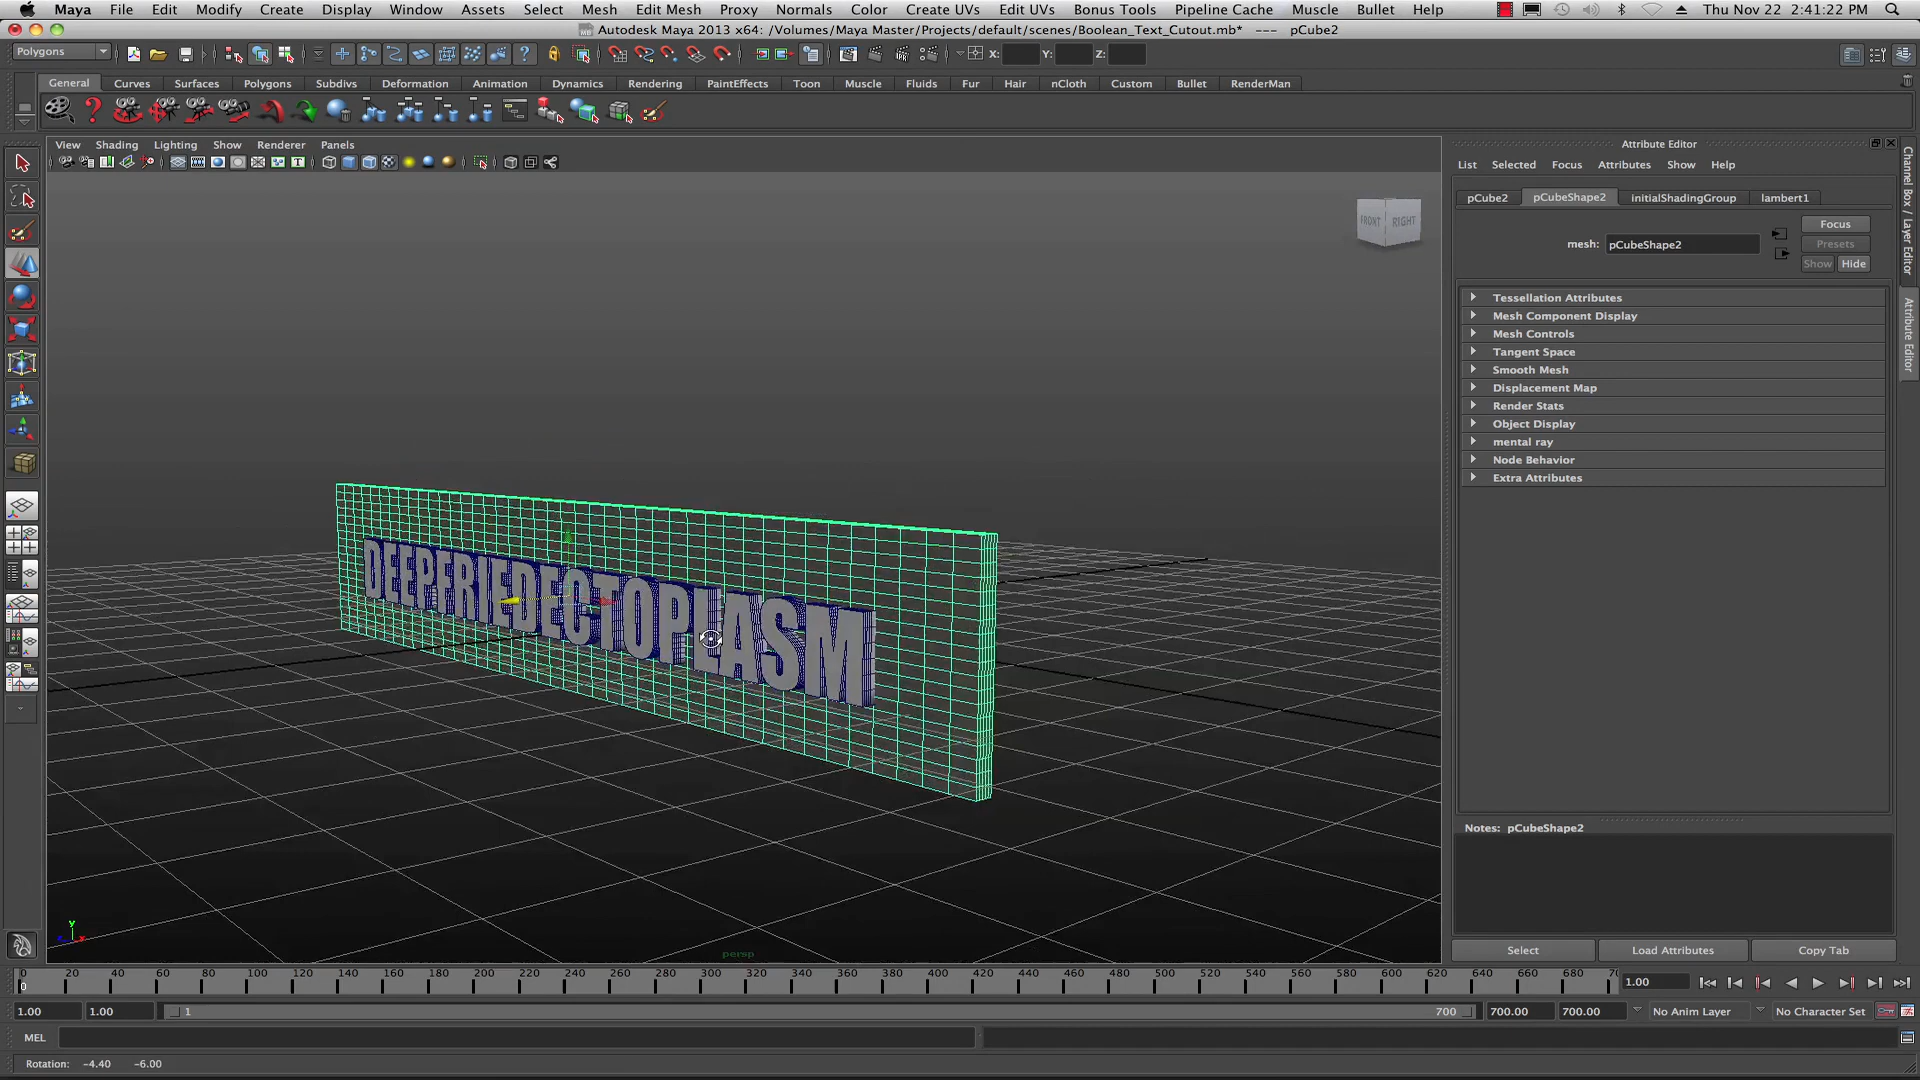 Maya File Edit Modify Create Display Window Assets Select Mesh Edit Mesh Proxy Normals Color Create UVs Edit UVs Bonus Tools Pipeline Cache Muscle Bullet Help Thu Nov 22 2:41:22 PM
Autodesk Maya 2013 x64: /Volumes/Maya Master/Projects/default/scenes/Boolean_Text_Cutout.mb* --- pCube2
Polygons X: Y: Z:
General Curves Surfaces Polygons Subdivs Deformation Animation Dynamics Rendering PaintEffects Toon Muscle Fluids Fur Hair nCloth Custom Bullet RenderMan
View Shading Lighting Show Renderer Panels
Attribute Editor
List Selected Focus Attributes Show Help
pCube2 pCubeShape2 initialShadingGroup lambert1
FRONT RIGHT
Focus
mesh: pCubeShape2 Presets
Show Hide
Channel Box / Layer Editor
Attribute Editor
Tessellation Attributes
Mesh Component Display
Mesh Controls
Tangent Space
Smooth Mesh
Displacement Map
Render Stats
Object Display
mental ray
Node Behavior
Extra Attributes
DEEPFRIEDECTOPLASM
Notes: pCubeShape2
y
x
persp
Select Load Attributes Copy Tab
0 20 40 60 80 100 120 140 160 180 200 220 240 260 280 300 320 340 360 380 400 420 440 460 480 500 520 540 560 580 600 620 640 660 680 70
0 1.00
1.00 1.00 1 700 700.00 700.00 No Anim Layer No Character Set
MEL
Rotation: -4.40 -6.00